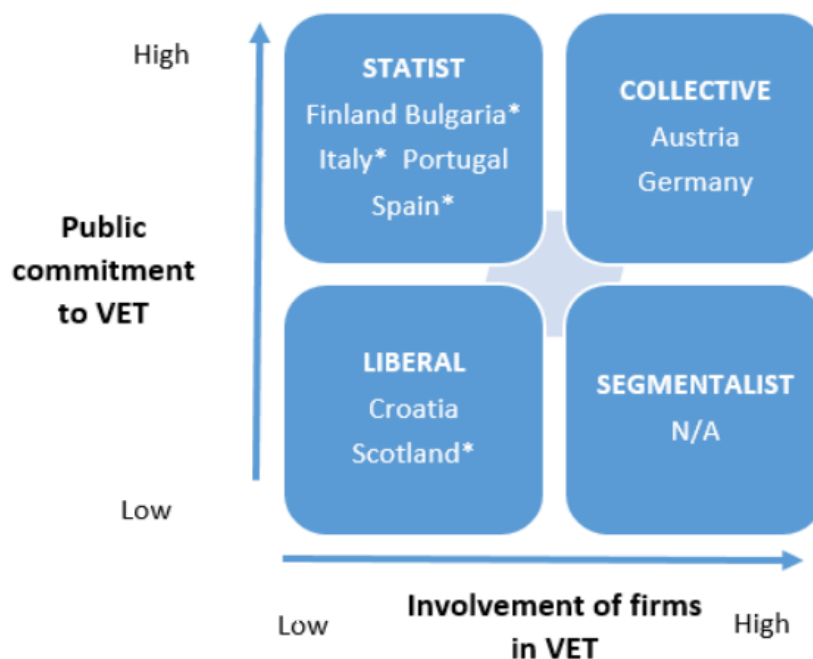 High
STATIST
Finland Bulgaria*
Italy* Portugal
Spain*
COLLECTIVE
Austria
Germany
Public
commitment
to VET
LIBERAL
Croatia
Scotland*
SEGMENTALIST
N/A
Low
Low
Involvement of firms
in VET
High